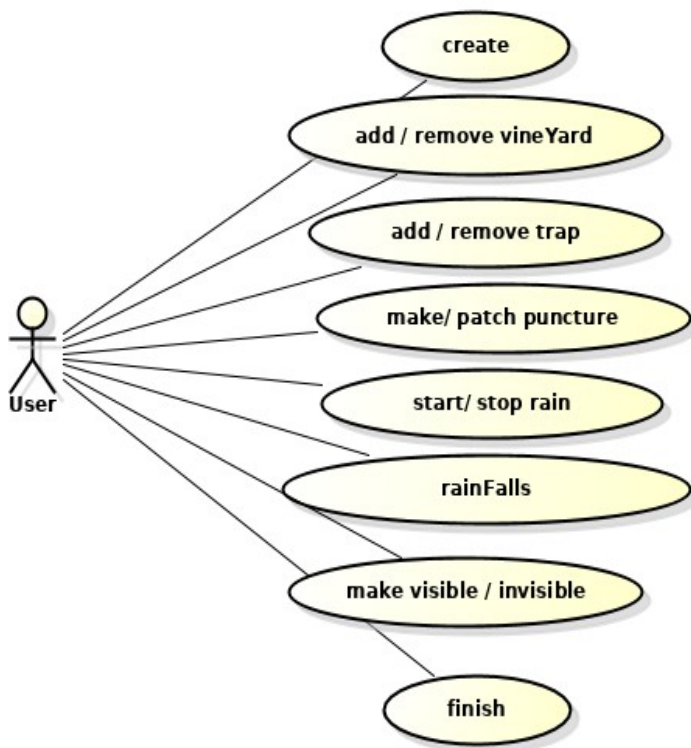 create
add / remove vineYard
add / remove trap
make/ patch puncture
start/ stop rain
User
rainFalls
make visible / invisible
finish